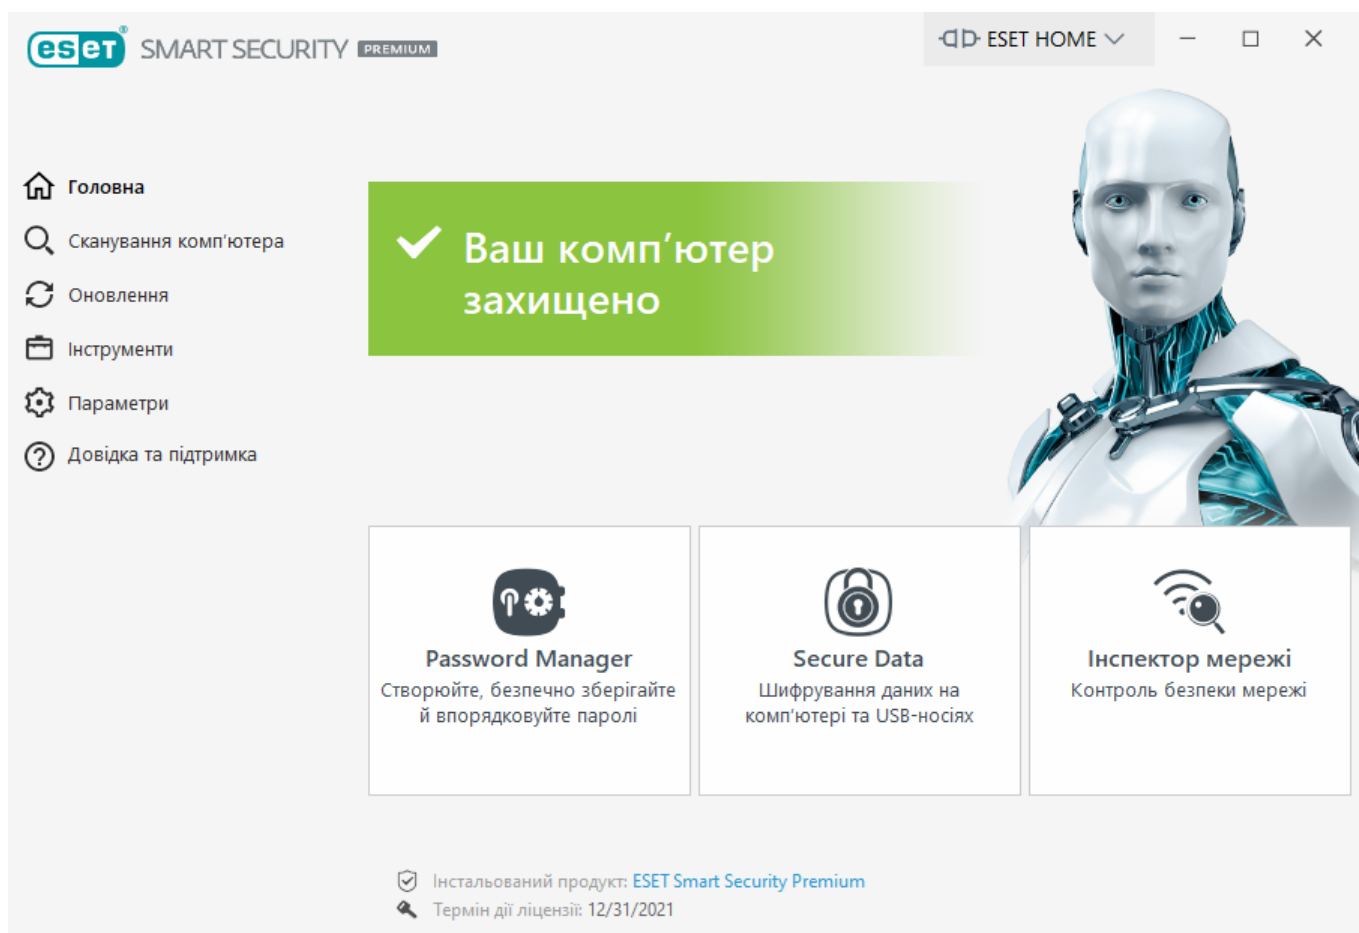 eset® SMART SECURITY PREMIUM
ESET HOME
Головна
Сканування комп'ютера
Оновлення
Інструменти
Параметри
Довідка та підтримка
Ваш комп’ютер
захищено
Password Manager
Створюйте, безпечно зберігайте
й впорядковуйте паролі
Secure Data
Шифрування даних на
комп'ютері та USB-носіях
Інспектор мережі
Контроль безпеки мережі
Інстальований продукт: ESET Smart Security Premium
Термін дії ліцензії: 12/31/2021